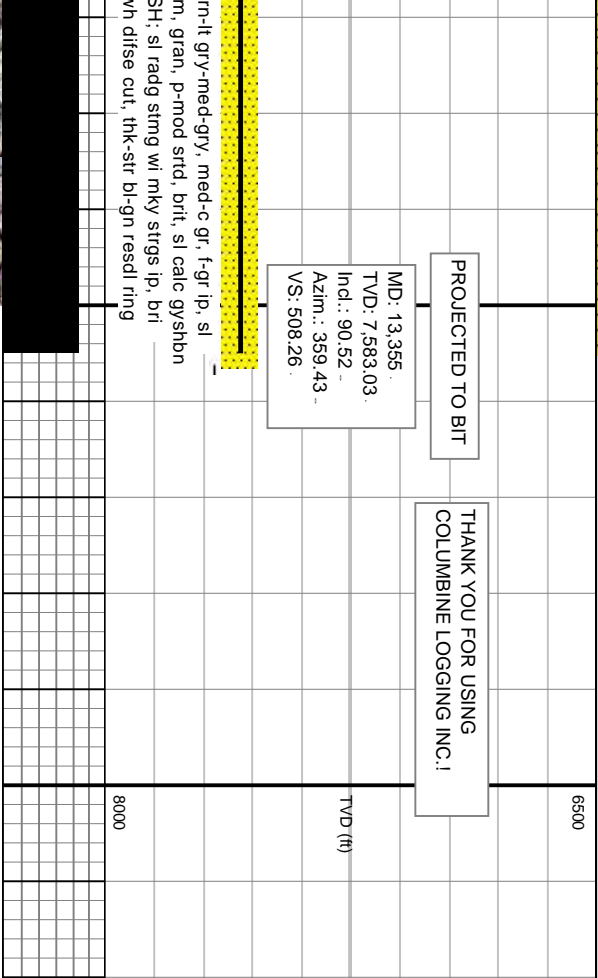 PROJECTED TO BIT
MD: 13,355
TVD: 7,583.03
Incl.: 90.52
Azim.: 359.43
VS: 508.26
THANK YOU FOR USING
COLUMBINE LOGGING INC.!
6500
TVD (ft)
8000
rn-lt gry-med-gry, med-c gr, f-gr ip, sl
m, gran, p-mod srtd, brit, sl calc gyshbn
SH; sl radg stmg wi mky strgs ip, bri
wh difse cut, thk-str bl-gn resdl ring